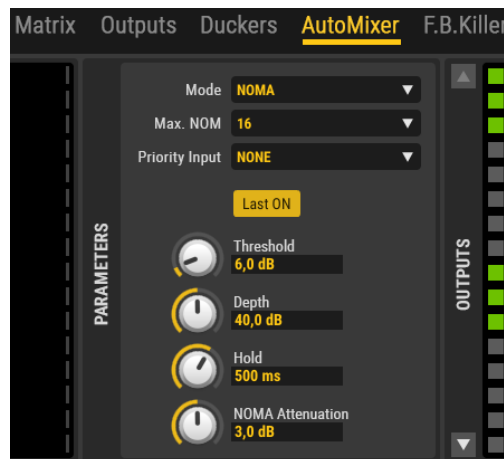 Matrix Outputs Duckers AutoMixer F.B.Killer
Mode NOMA
Max. NOM 16
Priority Input NONE
Last ON
PARAMETERS
Threshold
6,0 dB
Depth
40,0 dB
Hold
500 ms
NOMA Attenuation
3,0 dB
OUTPUTS